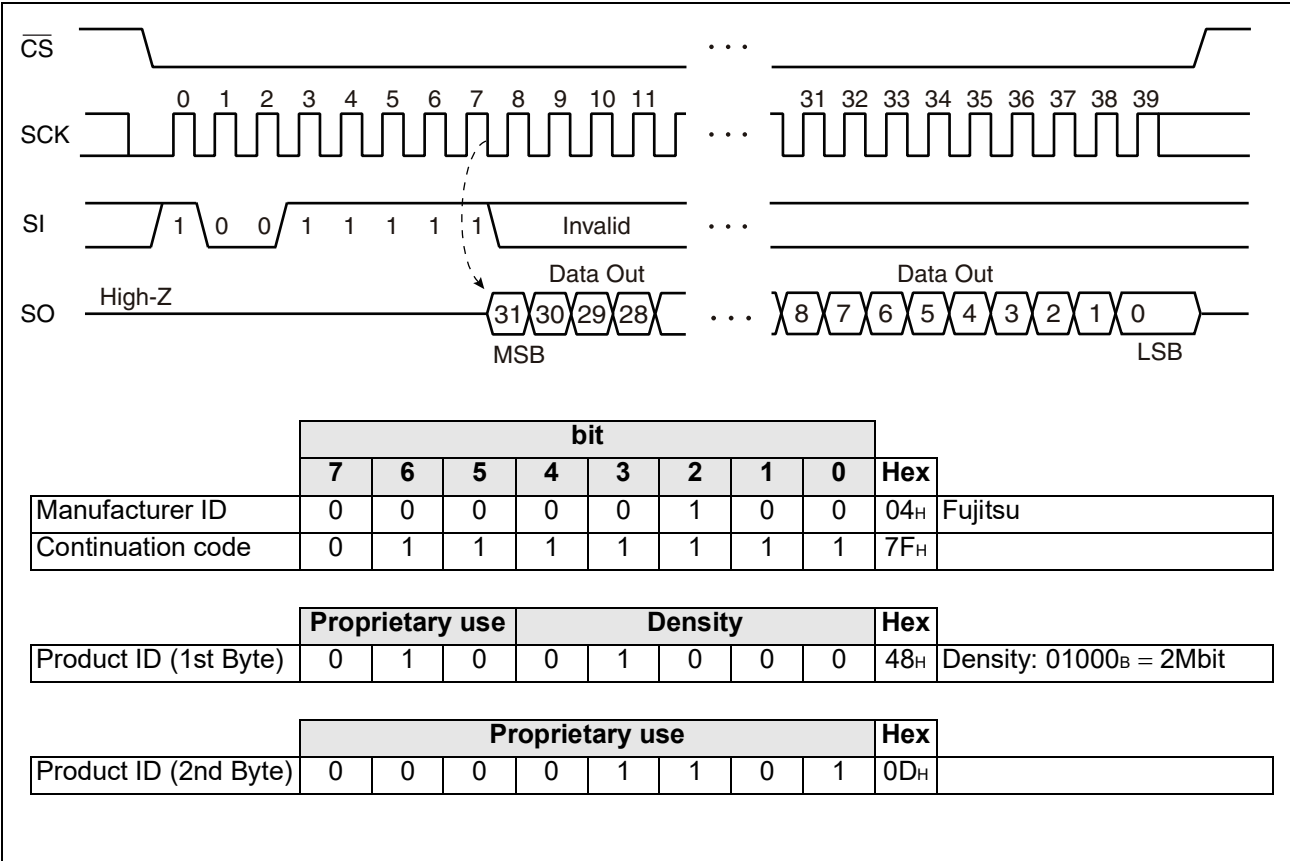 CS
0 1 2 3 4 5 6 7 8 9 10 11 31 32 33 34 35 36 37 38 39
SCK
SI 1 0 0 1 1 1 1 1 Invalid
Data Out Data Out
High-Z
SO 31 30 29 28 8 7 6 5 4 3 2 1 0
MSB LSB
bit
7 6 5 4 3 2 1 0 Hex
Manufacturer ID 0 0 0 0 0 1 0 0 04H Fujitsu
Continuation code 0 1 1 1 1 1 1 1 7FH
Proprietary use Density Hex
Product ID (1st Byte) 0 1 0 0 1 0 0 0 48H Density: 01000B = 2Mbit
Proprietary use Hex
Product ID (2nd Byte) 0 0 0 0 1 1 0 1 0DH